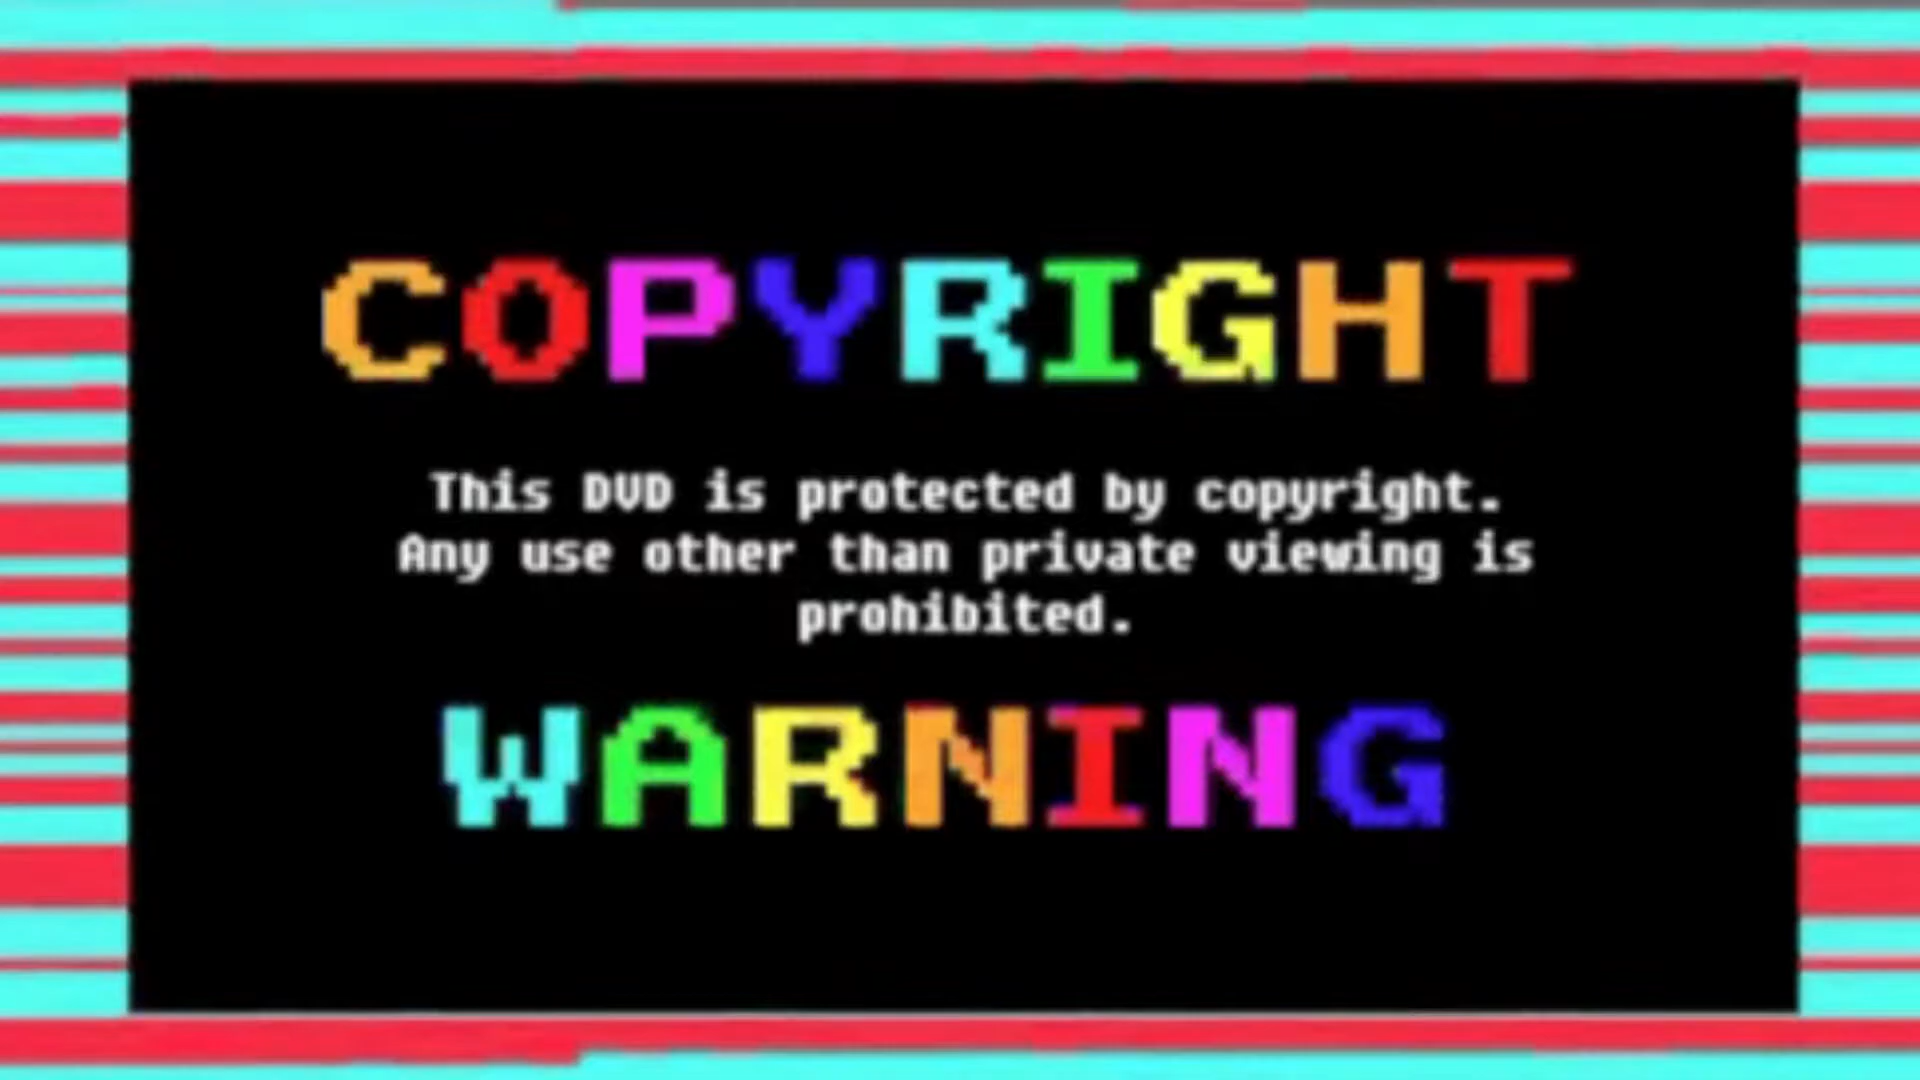 COPYRIGHT
This DVD is protected by copyright.
Any use other than private viewing is
prohibited.
WARNING